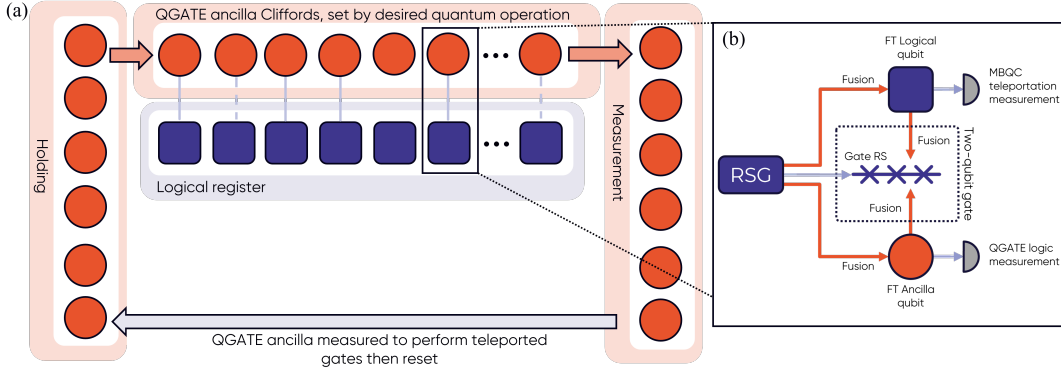 (a)
QGATE ancilla Cliffords, set by desired quantum operation
Holding
Logical register
Measurement
QGATE ancilla measured to perform teleported
gates then reset
(b)
FT Logical
qubit
Fusion
MBQC
teleportation
measurement
Fusion
Two-qubit gate
Gate RS
RSG
Fusion
Fusion
QGATE logic
measurement
FT Ancilla
qubit